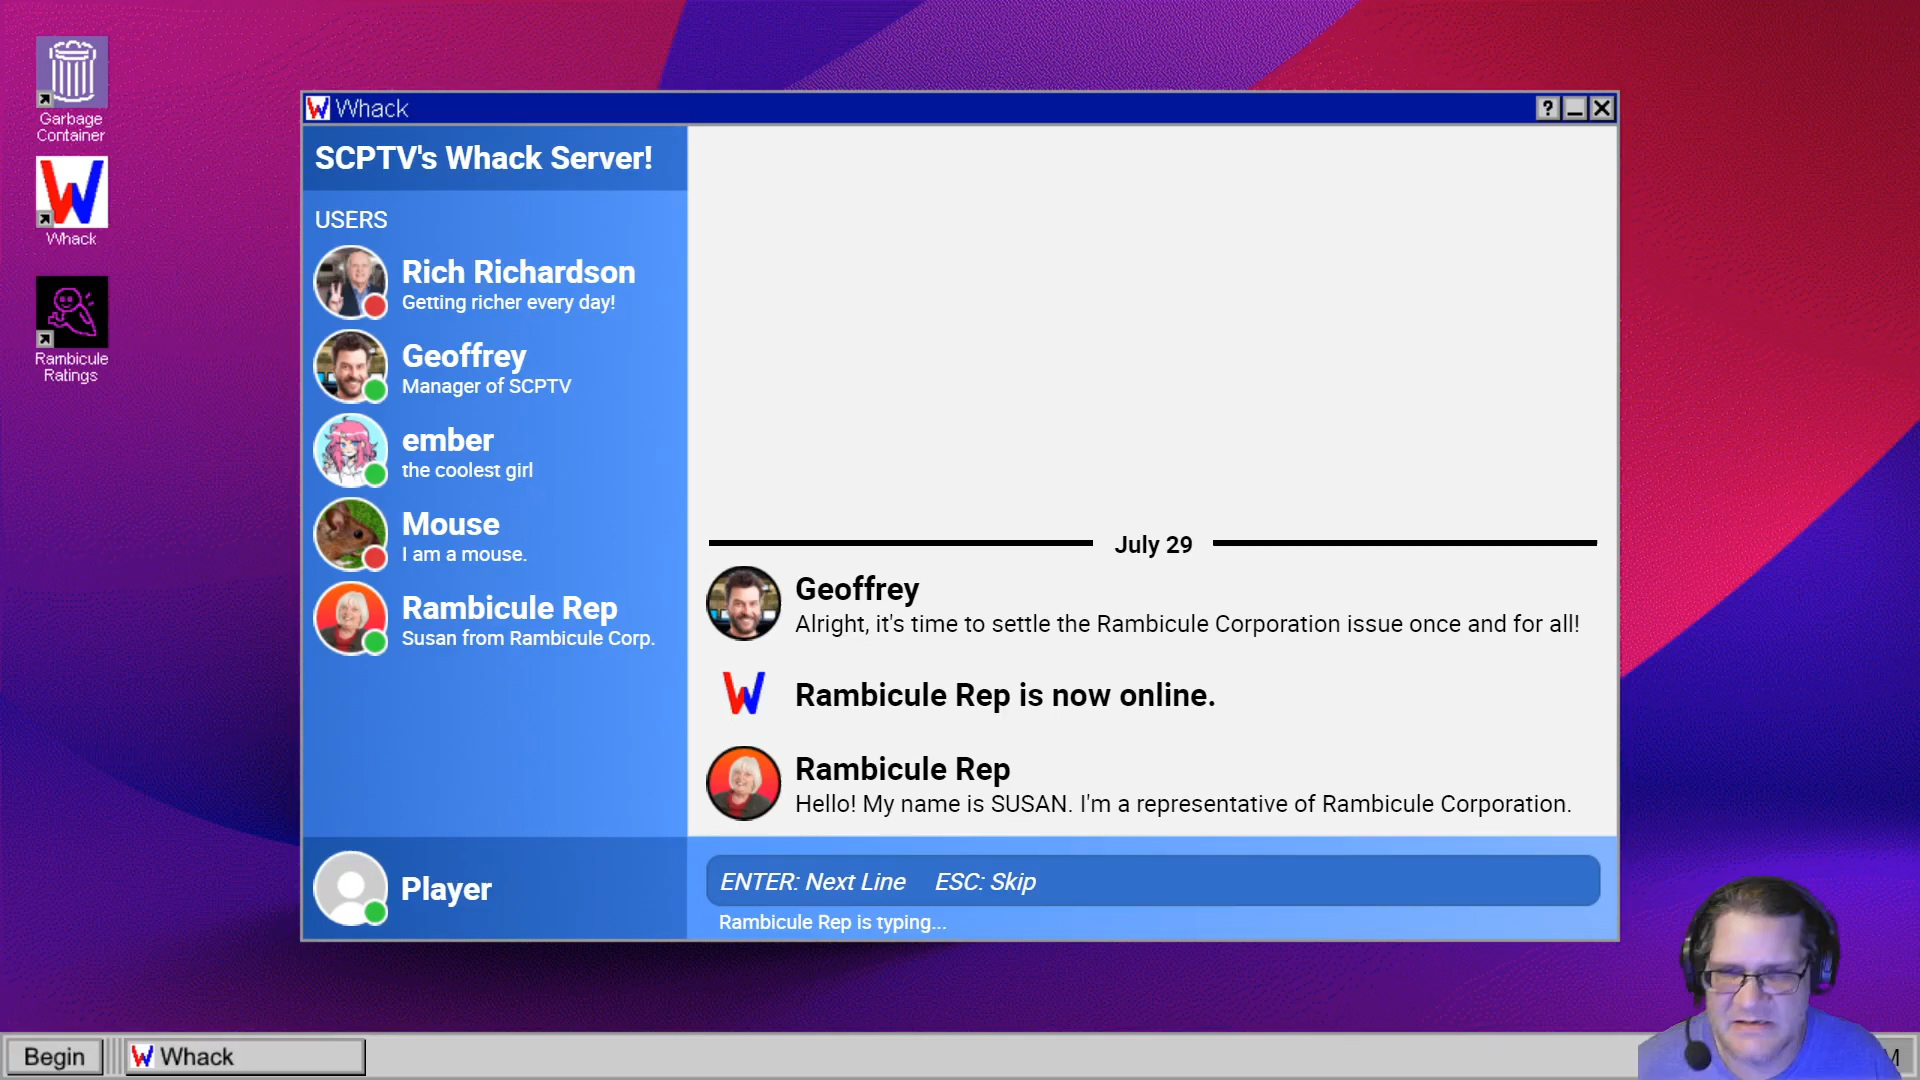 Garbage
Container
Whack
Rambicule
Ratings
W Whack
?
SCPTV's Whack Server!
USERS
Rich Richardson
Getting richer every day!
Geoffrey
Manager of SCPTV
ember
the coolest girl
Mouse
I am a mouse.
Rambicule Rep
Susan from Rambicule Corp.
Player
July 29
Geoffrey
Alright, it's time to settle the Rambicule Corporation issue once and for all!
W Rambicule Rep is now online.
Rambicule Rep
Hello! My name is SUSAN. I'm a representative of Rambicule Corporation.
ENTER: Next Line ESC: Skip
Rambicule Rep is typing...
Begin
W Whack